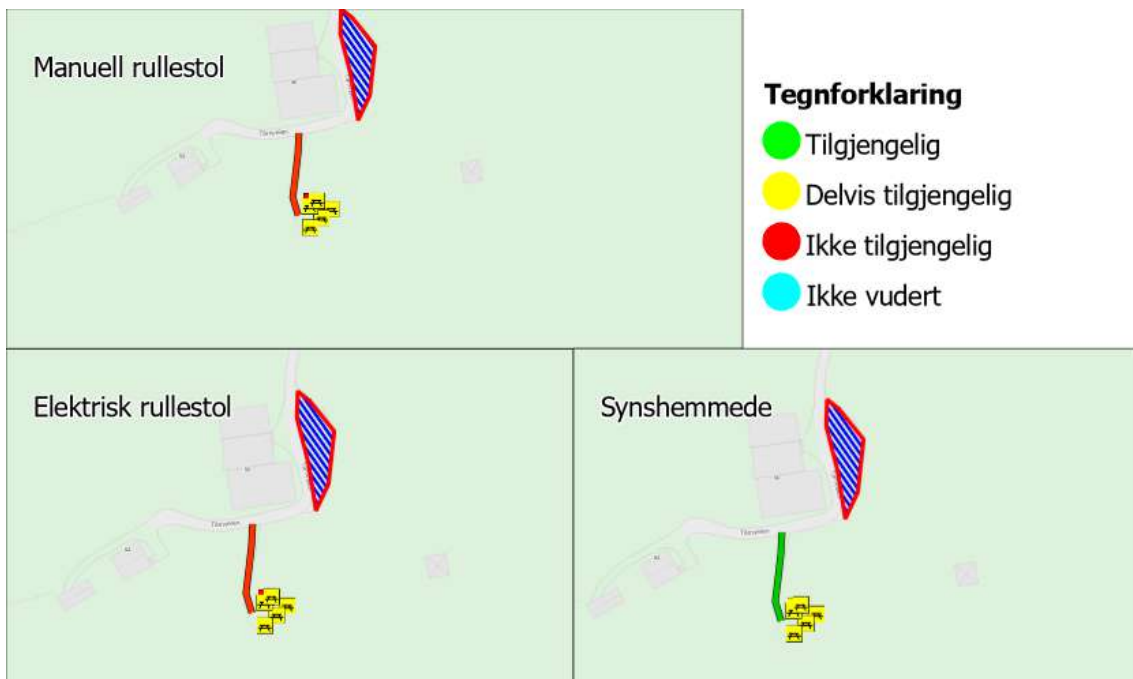 Manuell rullestol
Tegnforklaring
Tilgjengelig
Delvis tilgjengelig
Ikke tilgjengelig
Ikke vudert
Elektrisk rullestol
Synshemmede